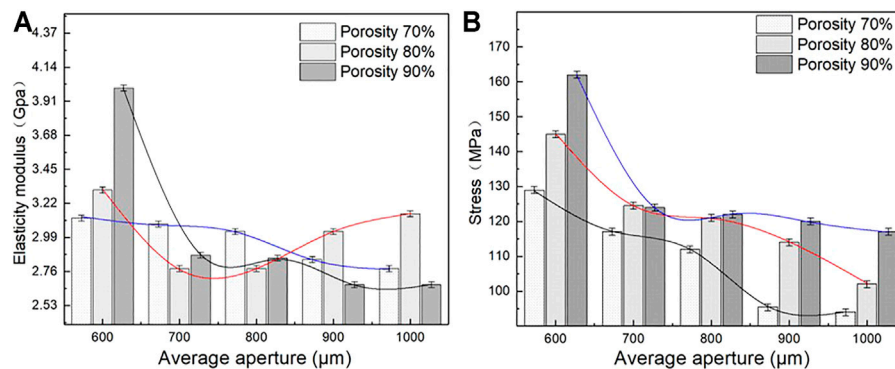 A
Porosity 70%
Porosity 80%
Porosity 90%
Elasticity modulus（Gpa）
4.37
4.14
3.91
3.68
3.45
3.22
2.99
2.76
2.53
600
700
800
900
1000
Average aperture (μm)
B
Porosity 70%
Porosity 80%
Porosity 90%
Stress（MPa）
170
160
150
140
130
120
110
100
600
700
800
900
1000
Average aperture (μm)